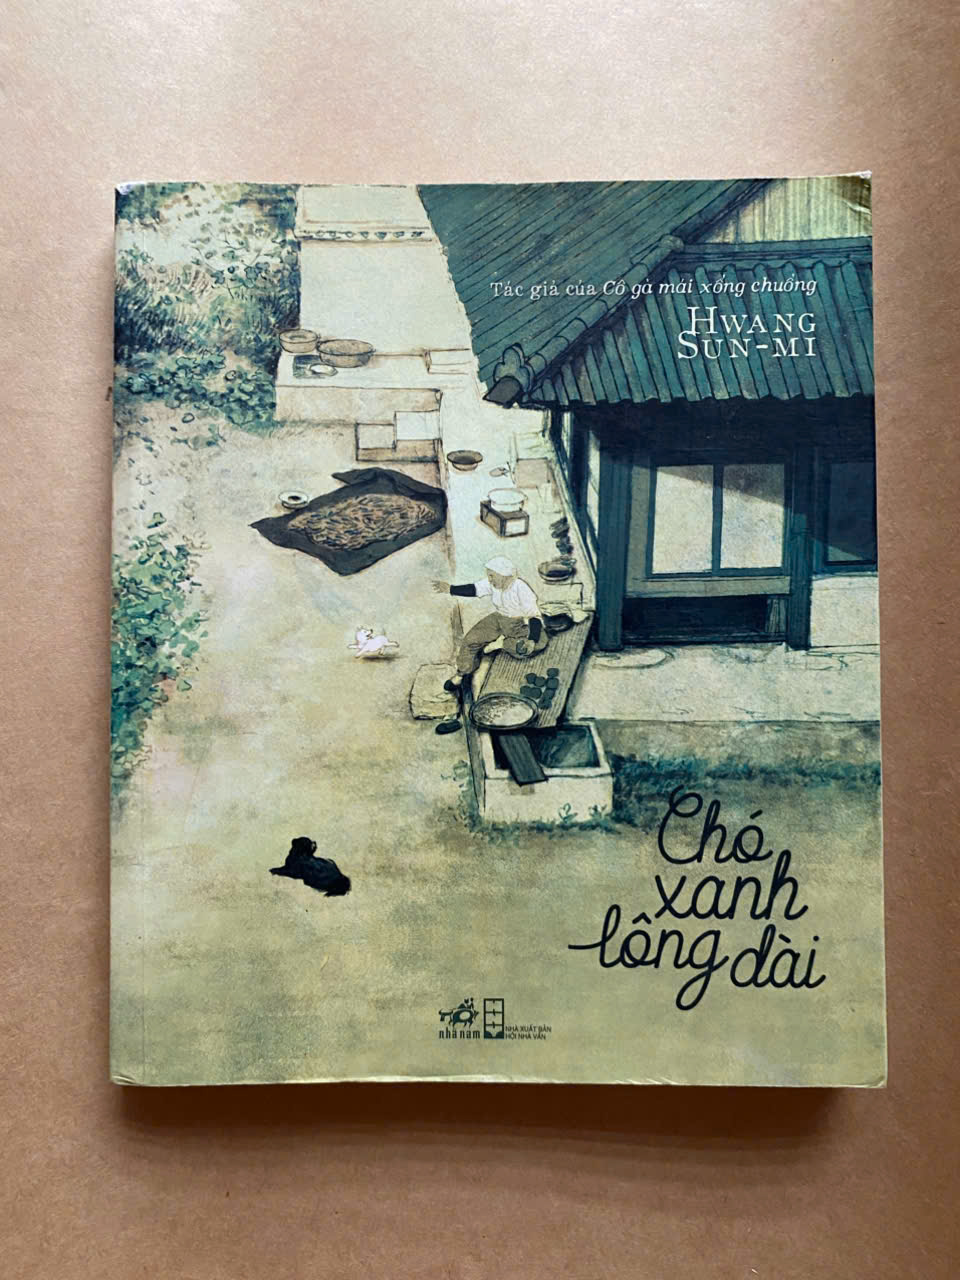 Tác giả của Cô gà mái xổng chuồng
HWANG
SUN-MI
Chó
xanh
lông dài
nhã nam
NHÀ XUẤT BẢN
HỘI NHÀ VĂN